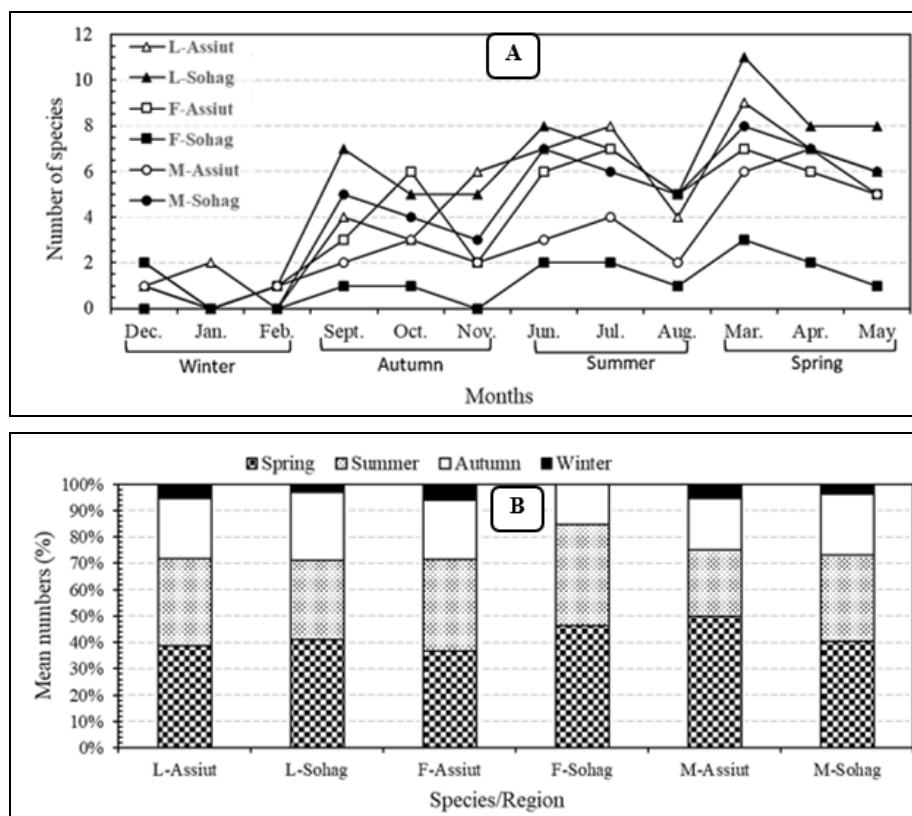 A
L-Assiut
L-Sohag
F-Assiut
F-Sohag
M-Assiut
M-Sohag
Number of species
12
10
8
6
4
2
0
Dec. Jan. Feb. Sept. Oct. Nov. Jun. Jul. Aug. Mar. Apr. May
Winter Autumn Summer Spring
Months
Spring Summer Autumn Winter
B
Mean numbers (%)
100%
90%
80%
70%
60%
50%
40%
30%
20%
10%
0%
L-Assiut L-Sohag F-Assiut F-Sohag M-Assiut M-Sohag
Species/Region